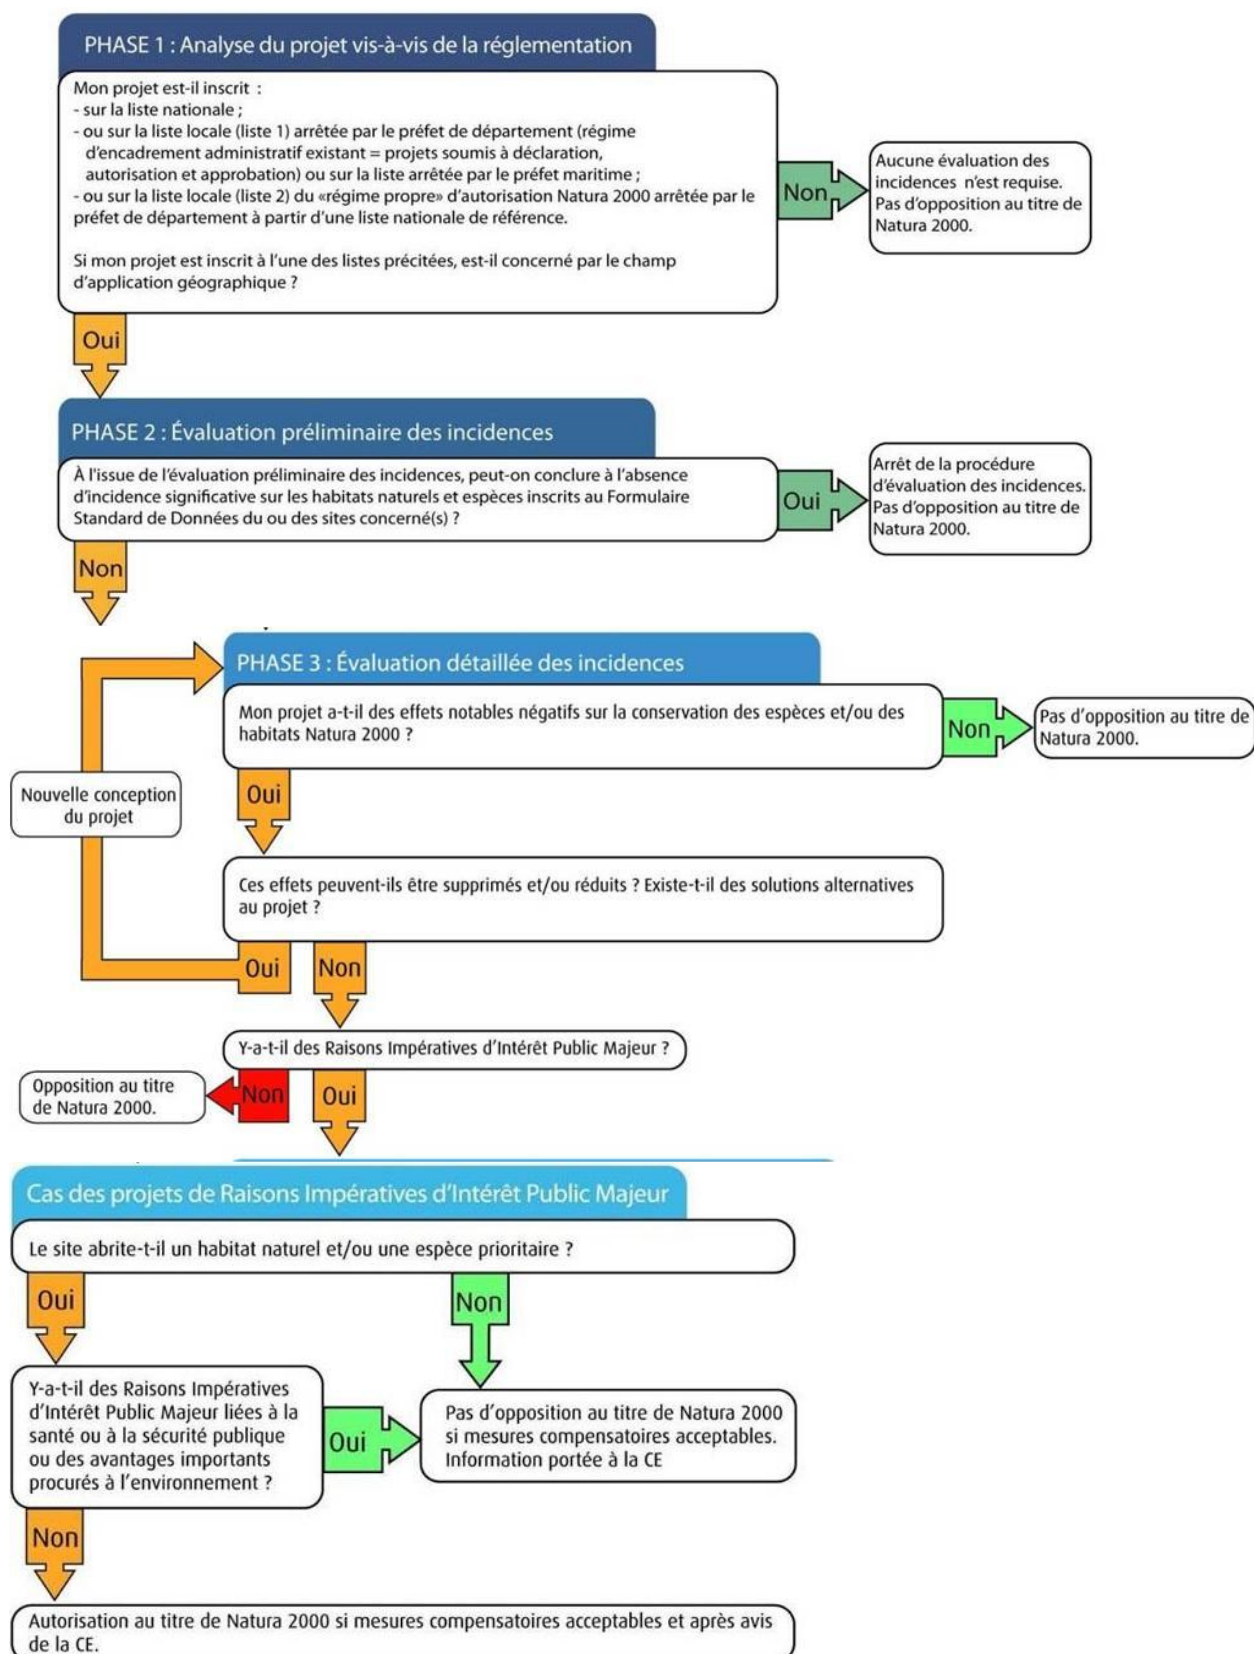 PHASE 1 : Analyse du projet vis-à-vis de la réglementation
Mon projet est-il inscrit :
- sur la liste nationale ;
- ou sur la liste locale (liste 1) arrêtée par le préfet de département (régime
d'encadrement administratif existant = projets soumis à déclaration,
autorisation et approbation) ou sur la liste arrêtée par le préfet maritime ;
- ou sur la liste locale (liste 2) du «régime propre» d'autorisation Natura 2000 arrêtée par le
préfet de département à partir d'une liste nationale de référence.
Si mon projet est inscrit à l'une des listes précitées, est-il concerné par le champ
d'application géographique ?
Non
Aucune évaluation des
incidences n'est requise.
Pas d'opposition au titre de
Natura 2000.
Oui
PHASE 2 : Évaluation préliminaire des incidences
À l'issue de l'évaluation préliminaire des incidences, peut-on conclure à l'absence
d'incidence significative sur les habitats naturels et espèces inscrits au Formulaire
Standard de Données du ou des sites concerné(s) ?
Oui
Arrêt de la procédure
d'évaluation des incidences.
Pas d'opposition au titre de
Natura 2000.
Non
PHASE 3 : Évaluation détaillée des incidences
Mon projet a-t-il des effets notables négatifs sur la conservation des espèces et/ou des
habitats Natura 2000 ?
Non
Pas d'opposition au titre de
Natura 2000.
Nouvelle conception
du projet
Oui
Ces effets peuvent-ils être supprimés et/ou réduits ? Existe-t-il des solutions alternatives
au projet ?
Oui
Non
Y-a-t-il des Raisons Impératives d'Intérêt Public Majeur ?
Opposition au titre
de Natura 2000.
Non
Oui
Cas des projets de Raisons Impératives d'Intérêt Public Majeur
Le site abrite-t-il un habitat naturel et/ou une espèce prioritaire ?
Oui
Non
Y-a-t-il des Raisons Impératives
d'Intérêt Public Majeur liées à la
santé ou à la sécurité publique
ou des avantages importants
procurés à l'environnement ?
Oui
Pas d'opposition au titre de Natura 2000
si mesures compensatoires acceptables.
Information portée à la CE
Non
Autorisation au titre de Natura 2000 si mesures compensatoires acceptables et après avis
de la CE.